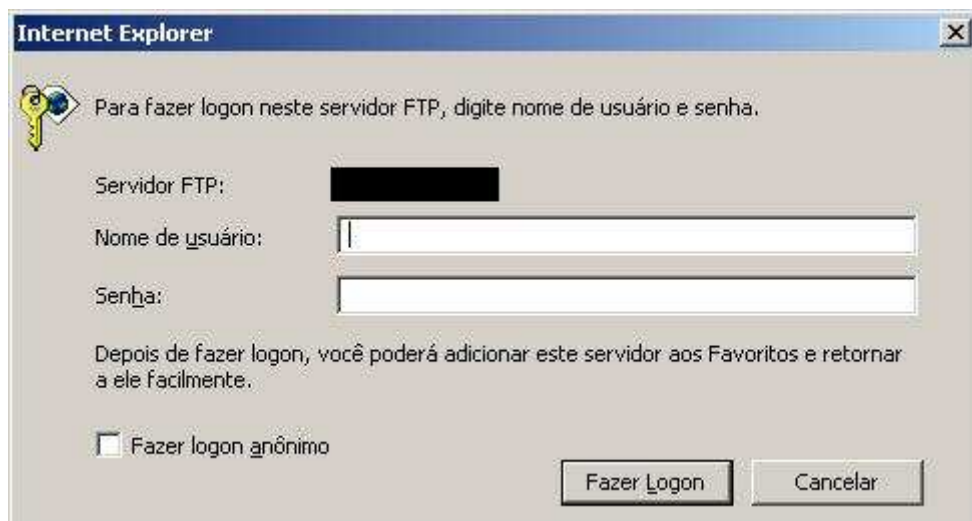 Internet Explorer
Para fazer logon neste servidor FTP, digite nome de usuário e senha.
Servidor FTP:
Nome de usuário:
Senha:
Depois de fazer logon, você poderá adicionar este servidor aos Favoritos e retornar
a ele facilmente.
Fazer logon anônimo
Fazer Logon
Cancelar